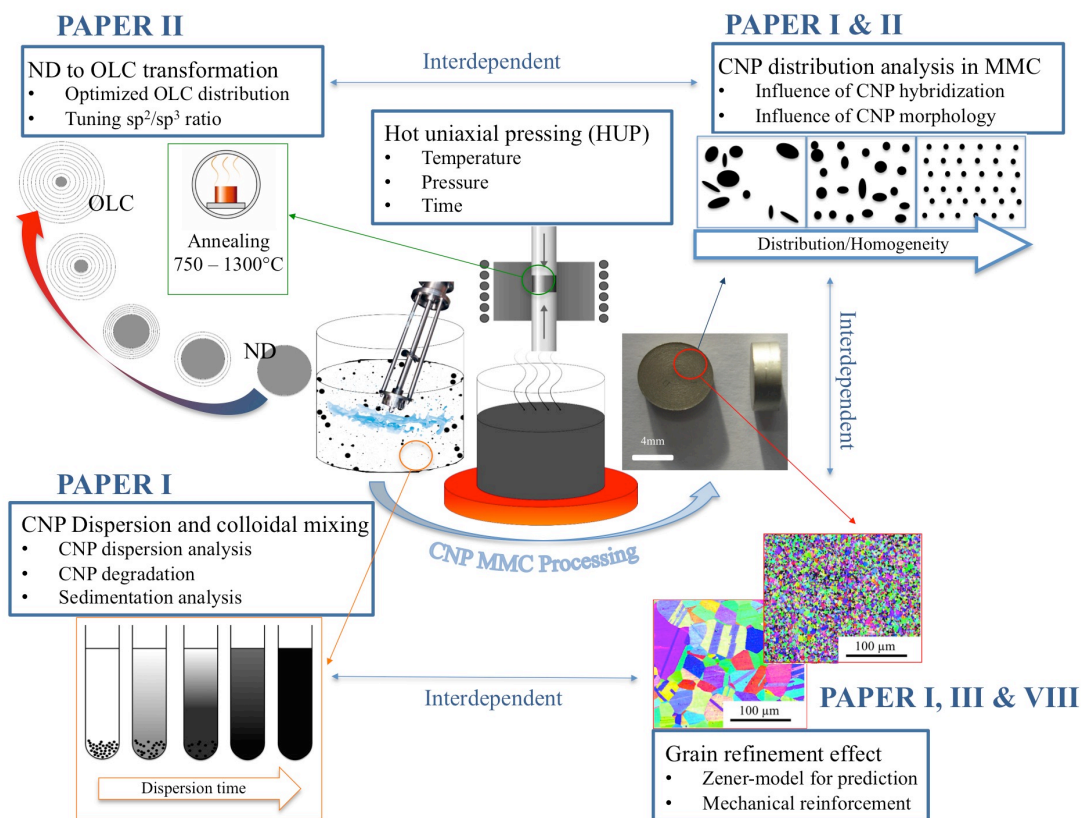 PAPER II
ND to OLC transformation
• Optimized OLC distribution
• Tuning sp²/sp³ ratio
Interdependent
PAPER I & II
CNP distribution analysis in MMC
• Influence of CNP hybridization
• Influence of CNP morphology
Distribution/Homogeneity
Hot uniaxial pressing (HUP)
• Temperature
• Pressure
• Time
OLC
Annealing
750 – 1300°C
ND
Interdependent
4mm
PAPER I
CNP Dispersion and colloidal mixing
• CNP dispersion analysis
• CNP degradation
• Sedimentation analysis
CNP MMC Processing
Dispersion time
Interdependent
100 µm
100 µm
PAPER I, III & VIII
Grain refinement effect
• Zener-model for prediction
• Mechanical reinforcement